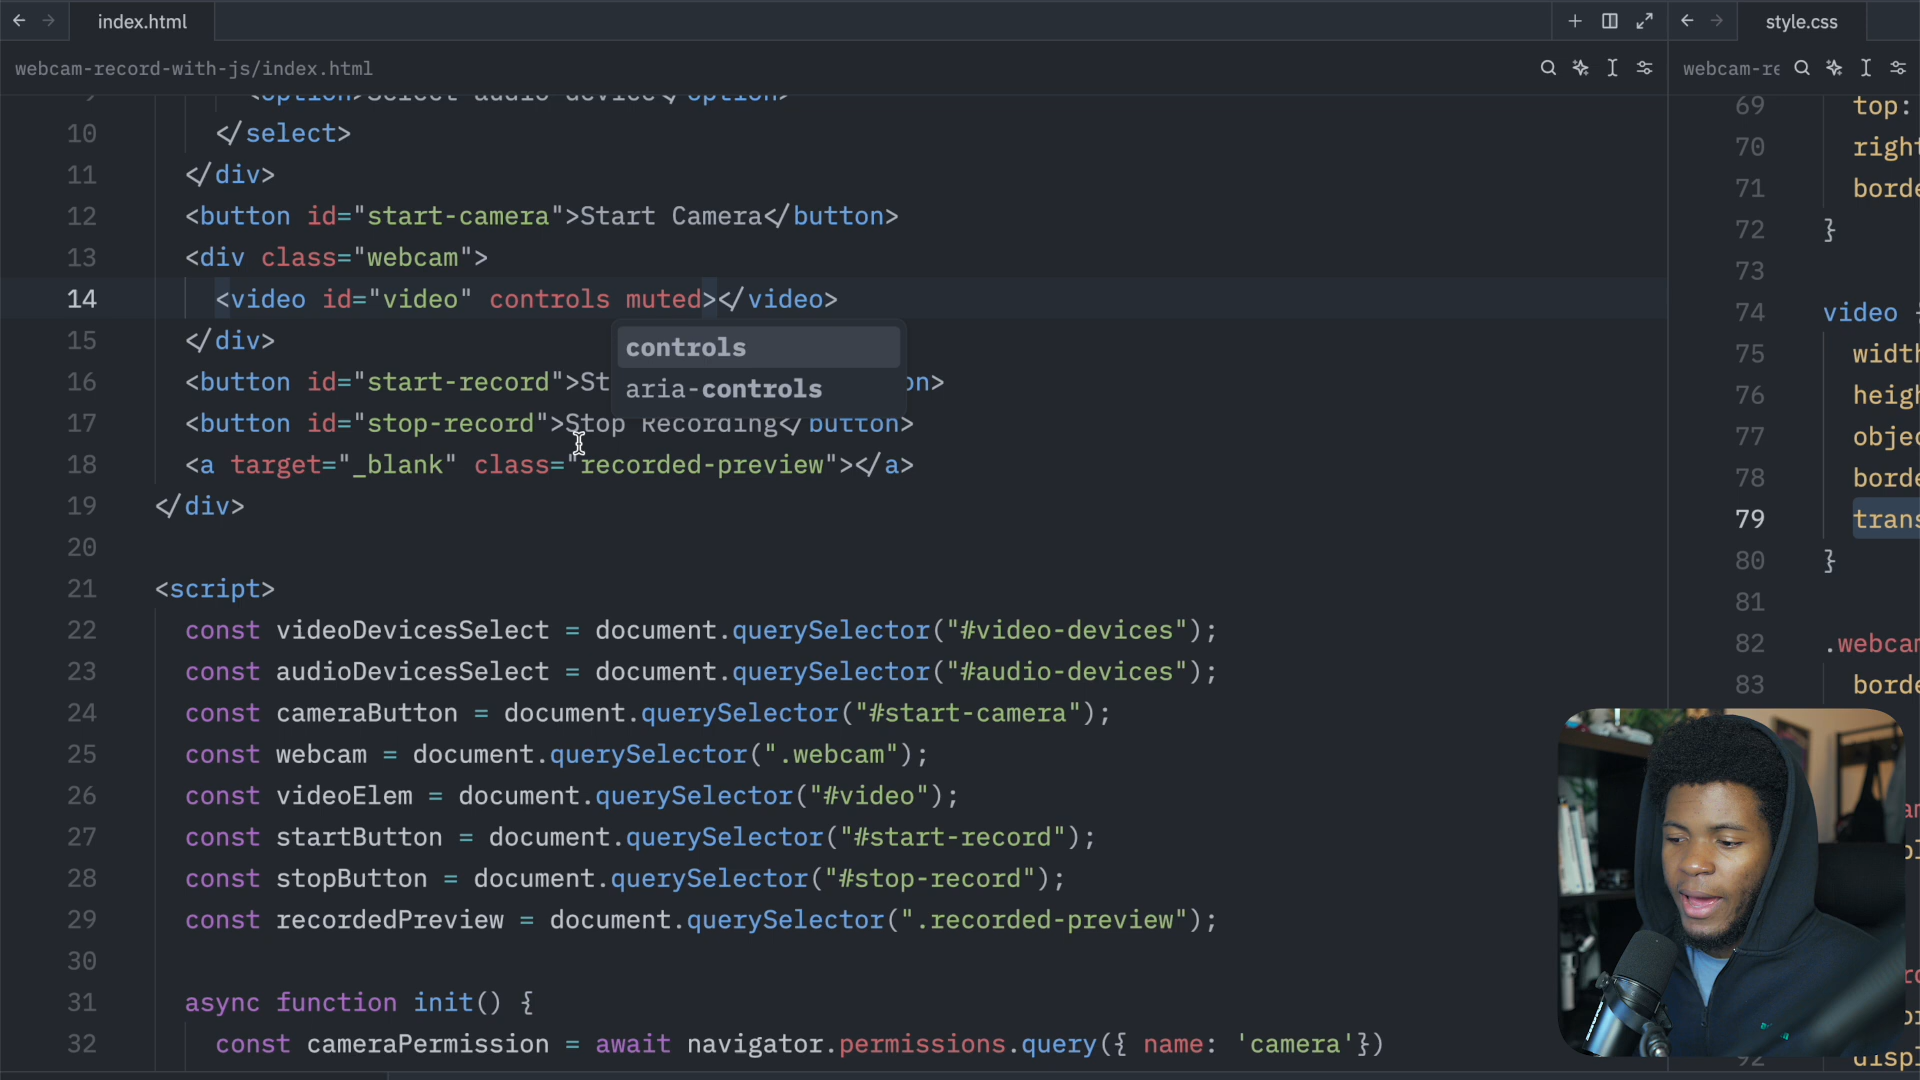 index.html
style.css
webcam-record-with-js/index.html
webcam-re
9 <option>Select audio device</option>
10 </select>
11 </div>
12 <button id="start-camera">Start Camera</button>
13 <div class="webcam">
14 <video id="video" controls muted></video>
controls
aria-controls
15 </div>
16 <button id="start-record">St on>
17 <button id="stop-record">Stop Recording</button>
18 <a target="_blank" class="recorded-preview"></a>
19 </div>
20
21 <script>
22 const videoDevicesSelect = document.querySelector("#video-devices");
23 const audioDevicesSelect = document.querySelector("#audio-devices");
24 const cameraButton = document.querySelector("#start-camera");
25 const webcam = document.querySelector(".webcam");
26 const videoElem = document.querySelector("#video");
27 const startButton = document.querySelector("#start-record");
28 const stopButton = document.querySelector("#stop-record");
29 const recordedPreview = document.querySelector(".recorded-preview");
30
31 async function init() {
32 const cameraPermission = await navigator.permissions.query({ name: 'camera'})
69 top:
70 right
71 borde
72 }
73
74 video {
75 width
76 heigh
77 objec
78 borde
79 trans
80 }
81
82 .webcam
83 borde
92 displ